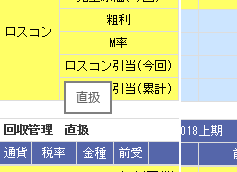 ロスコン
粗利
M率
ロスコン引当(今回)
引当(累計)
直扱
回収管理 直扱
018上期
通貨 税率 金種 前受